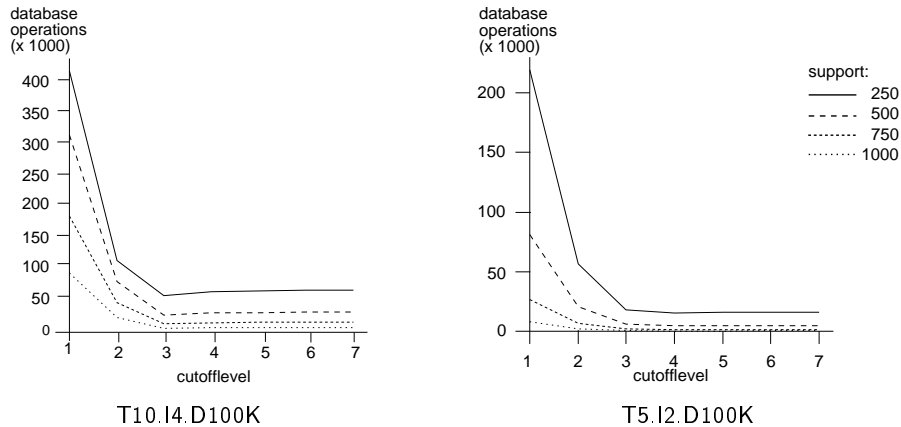 database
operations
(x 1000)
400
350
300
250
200
150
100
50
0
1 2 3 4 5 6 7
cutofflevel
T10.I4.D100K
database
operations
(x 1000)
200
150
100
50
0
1 2 3 4 5 6 7
cutofflevel
T5.I2.D100K
support:
250
500
750
1000